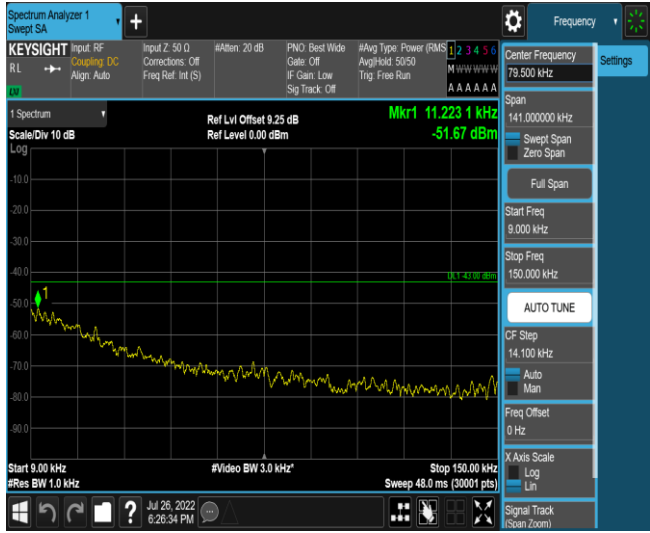 Spectrum Analyzer 1
Swept SA
Frequency
KEYSIGHT
RL
Input: RF
Coupling: DC
Align: Auto
Input Z: 50 Ω
Corrections: Off
Freq Ref: Int (S)
#Atten: 20 dB
PNO: Best Wide
Gate: Off
IF Gain: Low
Sig Track: Off
#Avg Type: Power (RMS
Avg|Hold: 50/50
Trig: Free Run
1 2 3 4 5 6
M W W W W W
A A A A A A
1 Spectrum
Scale/Div 10 dB
Ref Lvl Offset 9.25 dB
Ref Level 0.00 dBm
Mkr1 11.223 1 kHz
-51.67 dBm
Log
-10.0
-20.0
-30.0
-40.0
DL1 -43.00 dBm
1
-50.0
-60.0
-70.0
-80.0
-90.0
Start 9.00 kHz
#Res BW 1.0 kHz
#Video BW 3.0 kHz*
Stop 150.00 kHz
Sweep 48.0 ms (30001 pts)
Center Frequency
79.500 kHz
Settings
Span
141.000000 kHz
Swept Span
Zero Span
Full Span
Start Freq
9.000 kHz
Stop Freq
150.000 kHz
AUTO TUNE
CF Step
14.100 kHz
Auto
Man
Freq Offset
0 Hz
X Axis Scale
Log
Lin
Signal Track
(Span Zoom)
?
Jul 26, 2022
6:26:34 PM